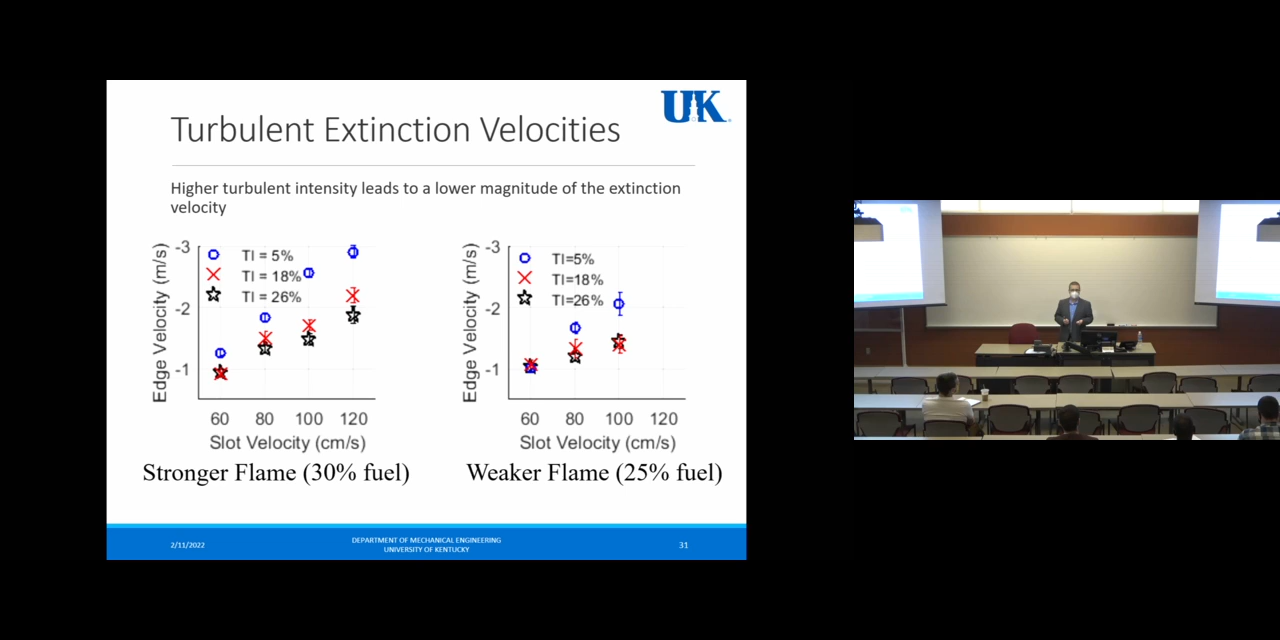 Turbulent Extinction Velocities
UK
Higher turbulent intensity leads to a lower magnitude of the extinction
velocity
Edge Velocity (m/s)
-3
-2
-1
TI = 5%
TI = 18%
TI = 26%
60 80 100 120
Slot Velocity (cm/s)
Stronger Flame (30% fuel)
Edge Velocity (m/s)
-3
-2
-1
TI=5%
TI=18%
TI=26%
60 80 100 120
Slot Velocity (cm/s)
Weaker Flame (25% fuel)
2/11/2022
DEPARTMENT OF MECHANICAL ENGINEERING
UNIVERSITY OF KENTUCKY
31